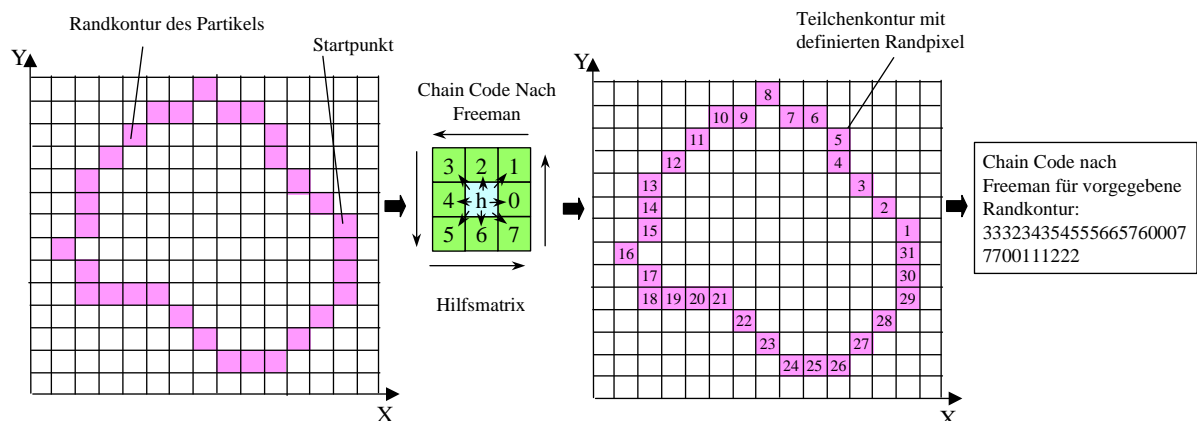 Randkontur des Partikels
Startpunkt
Y
X
Chain Code Nach
Freeman
3 2 1
4 h 0
5 6 7
Hilfsmatrix
Teilchenkontur mit
definierten Randpixel
Y
8
10 9 7 6
11 5
12 4
13 3
14 2
15 1
16 31
17 30
18 19 20 21 29
22 28
23 27
24 25 26
X
Chain Code nach
Freeman für vorgegebene
Randkontur:
333234354555665760007
7700111222